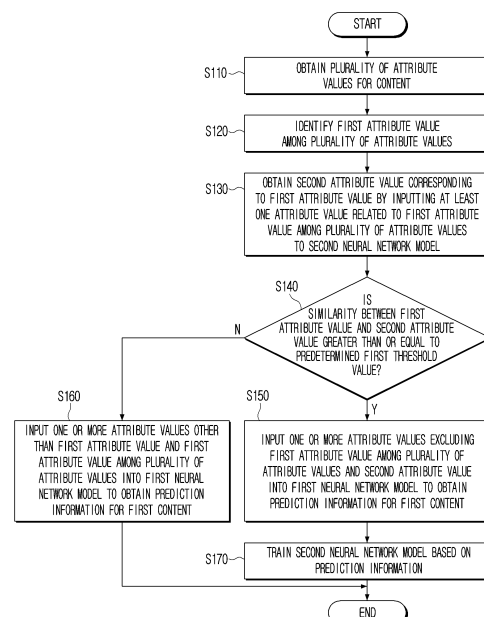 START
S110
OBTAIN PLURALITY OF ATTRIBUTE
VALUES FOR CONTENT
S120
IDENTIFY FIRST ATTRIBUTE VALUE
AMONG PLURALITY OF ATTRIBUTE VALUES
S130
OBTAIN SECOND ATTRIBUTE VALUE CORRESPONDING
TO FIRST ATTRIBUTE VALUE BY INPUTTING AT LEAST
ONE ATTRIBUTE VALUE RELATED TO FIRST ATTRIBUTE
VALUE AMONG PLURALITY OF ATTRIBUTE VALUES
TO SECOND NEURAL NETWORK MODEL
S140
IS
SIMILARITY BETWEEN FIRST
ATTRIBUTE VALUE AND SECOND ATTRIBUTE
VALUE GREATER THAN OR EQUAL TO
PREDETERMINED FIRST THRESHOLD
VALUE?
N
Y
S160
INPUT ONE OR MORE ATTRIBUTE VALUES OTHER
THAN FIRST ATTRIBUTE VALUE AND FIRST
ATTRIBUTE VALUE AMONG PLURALITY OF
ATTRIBUTE VALUES INTO FIRST NEURAL
NETWORK MODEL TO OBTAIN PREDICTION
INFORMATION FOR FIRST CONTENT
S150
INPUT ONE OR MORE ATTRIBUTE VALUES EXCLUDING
FIRST ATTRIBUTE VALUE AMONG PLURALITY OF
ATTRIBUTE VALUES AND SECOND ATTRIBUTE VALUE
INTO FIRST NEURAL NETWORK MODEL TO OBTAIN
PREDICTION INFORMATION FOR FIRST CONTENT
S170
TRAIN SECOND NEURAL NETWORK MODEL BASED ON
PREDICTION INFORMATION
END